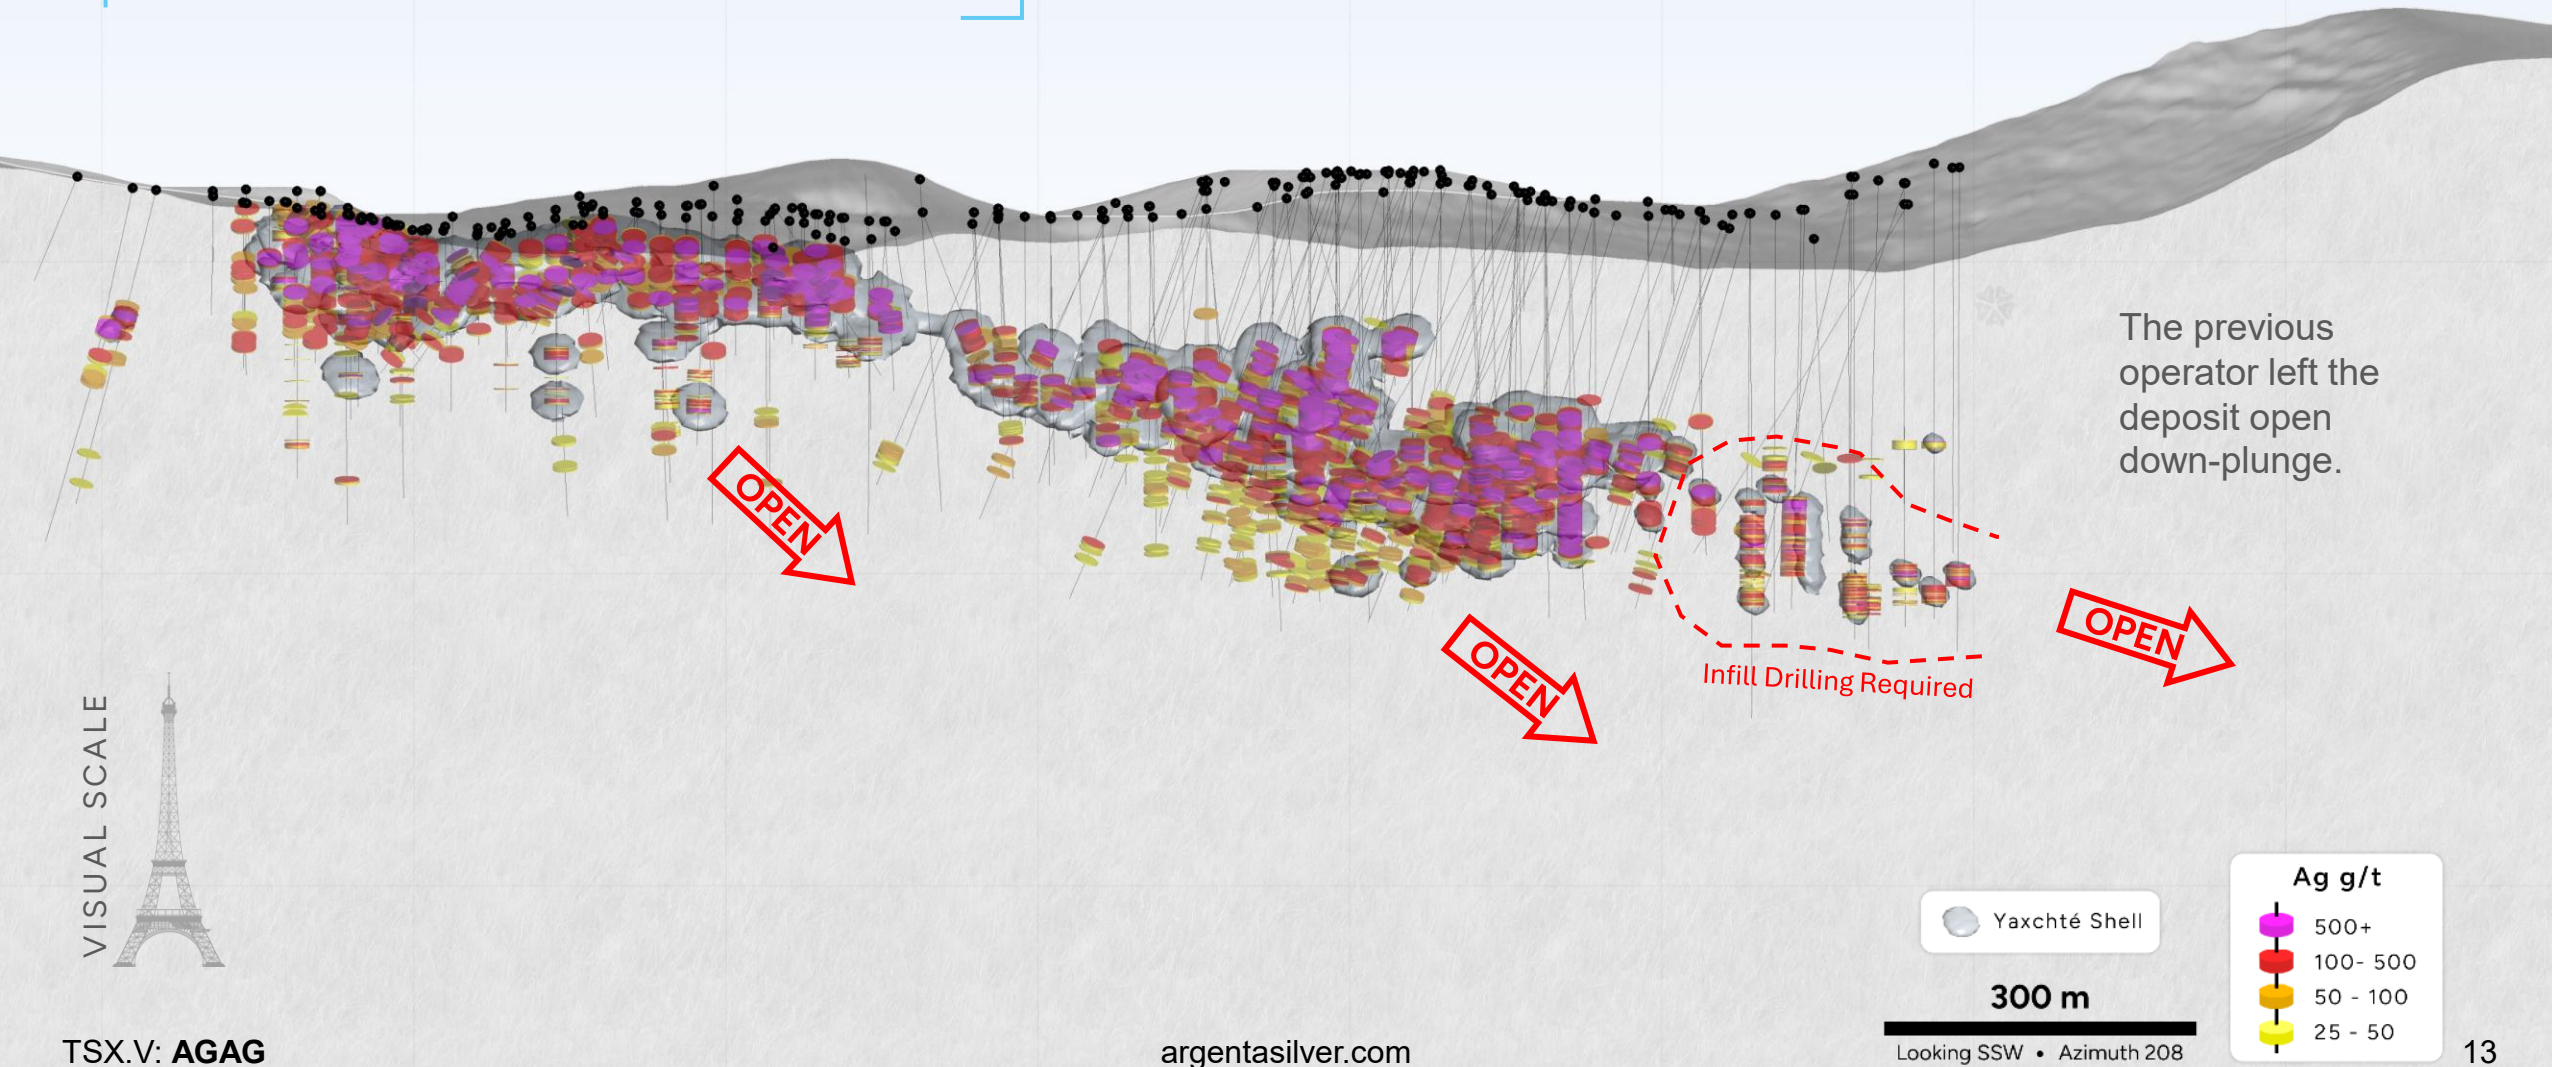 The previous
operator left the
deposit open
down-plunge.
OPEN
OPEN
OPEN
Infill Drilling Required
VISUAL SCALE
Yaxchté Shell
300 m
Looking SSW • Azimuth 208
Ag g/t
500+
100- 500
50 - 100
25 - 50
TSX.V: AGAG
argentasilver.com
13